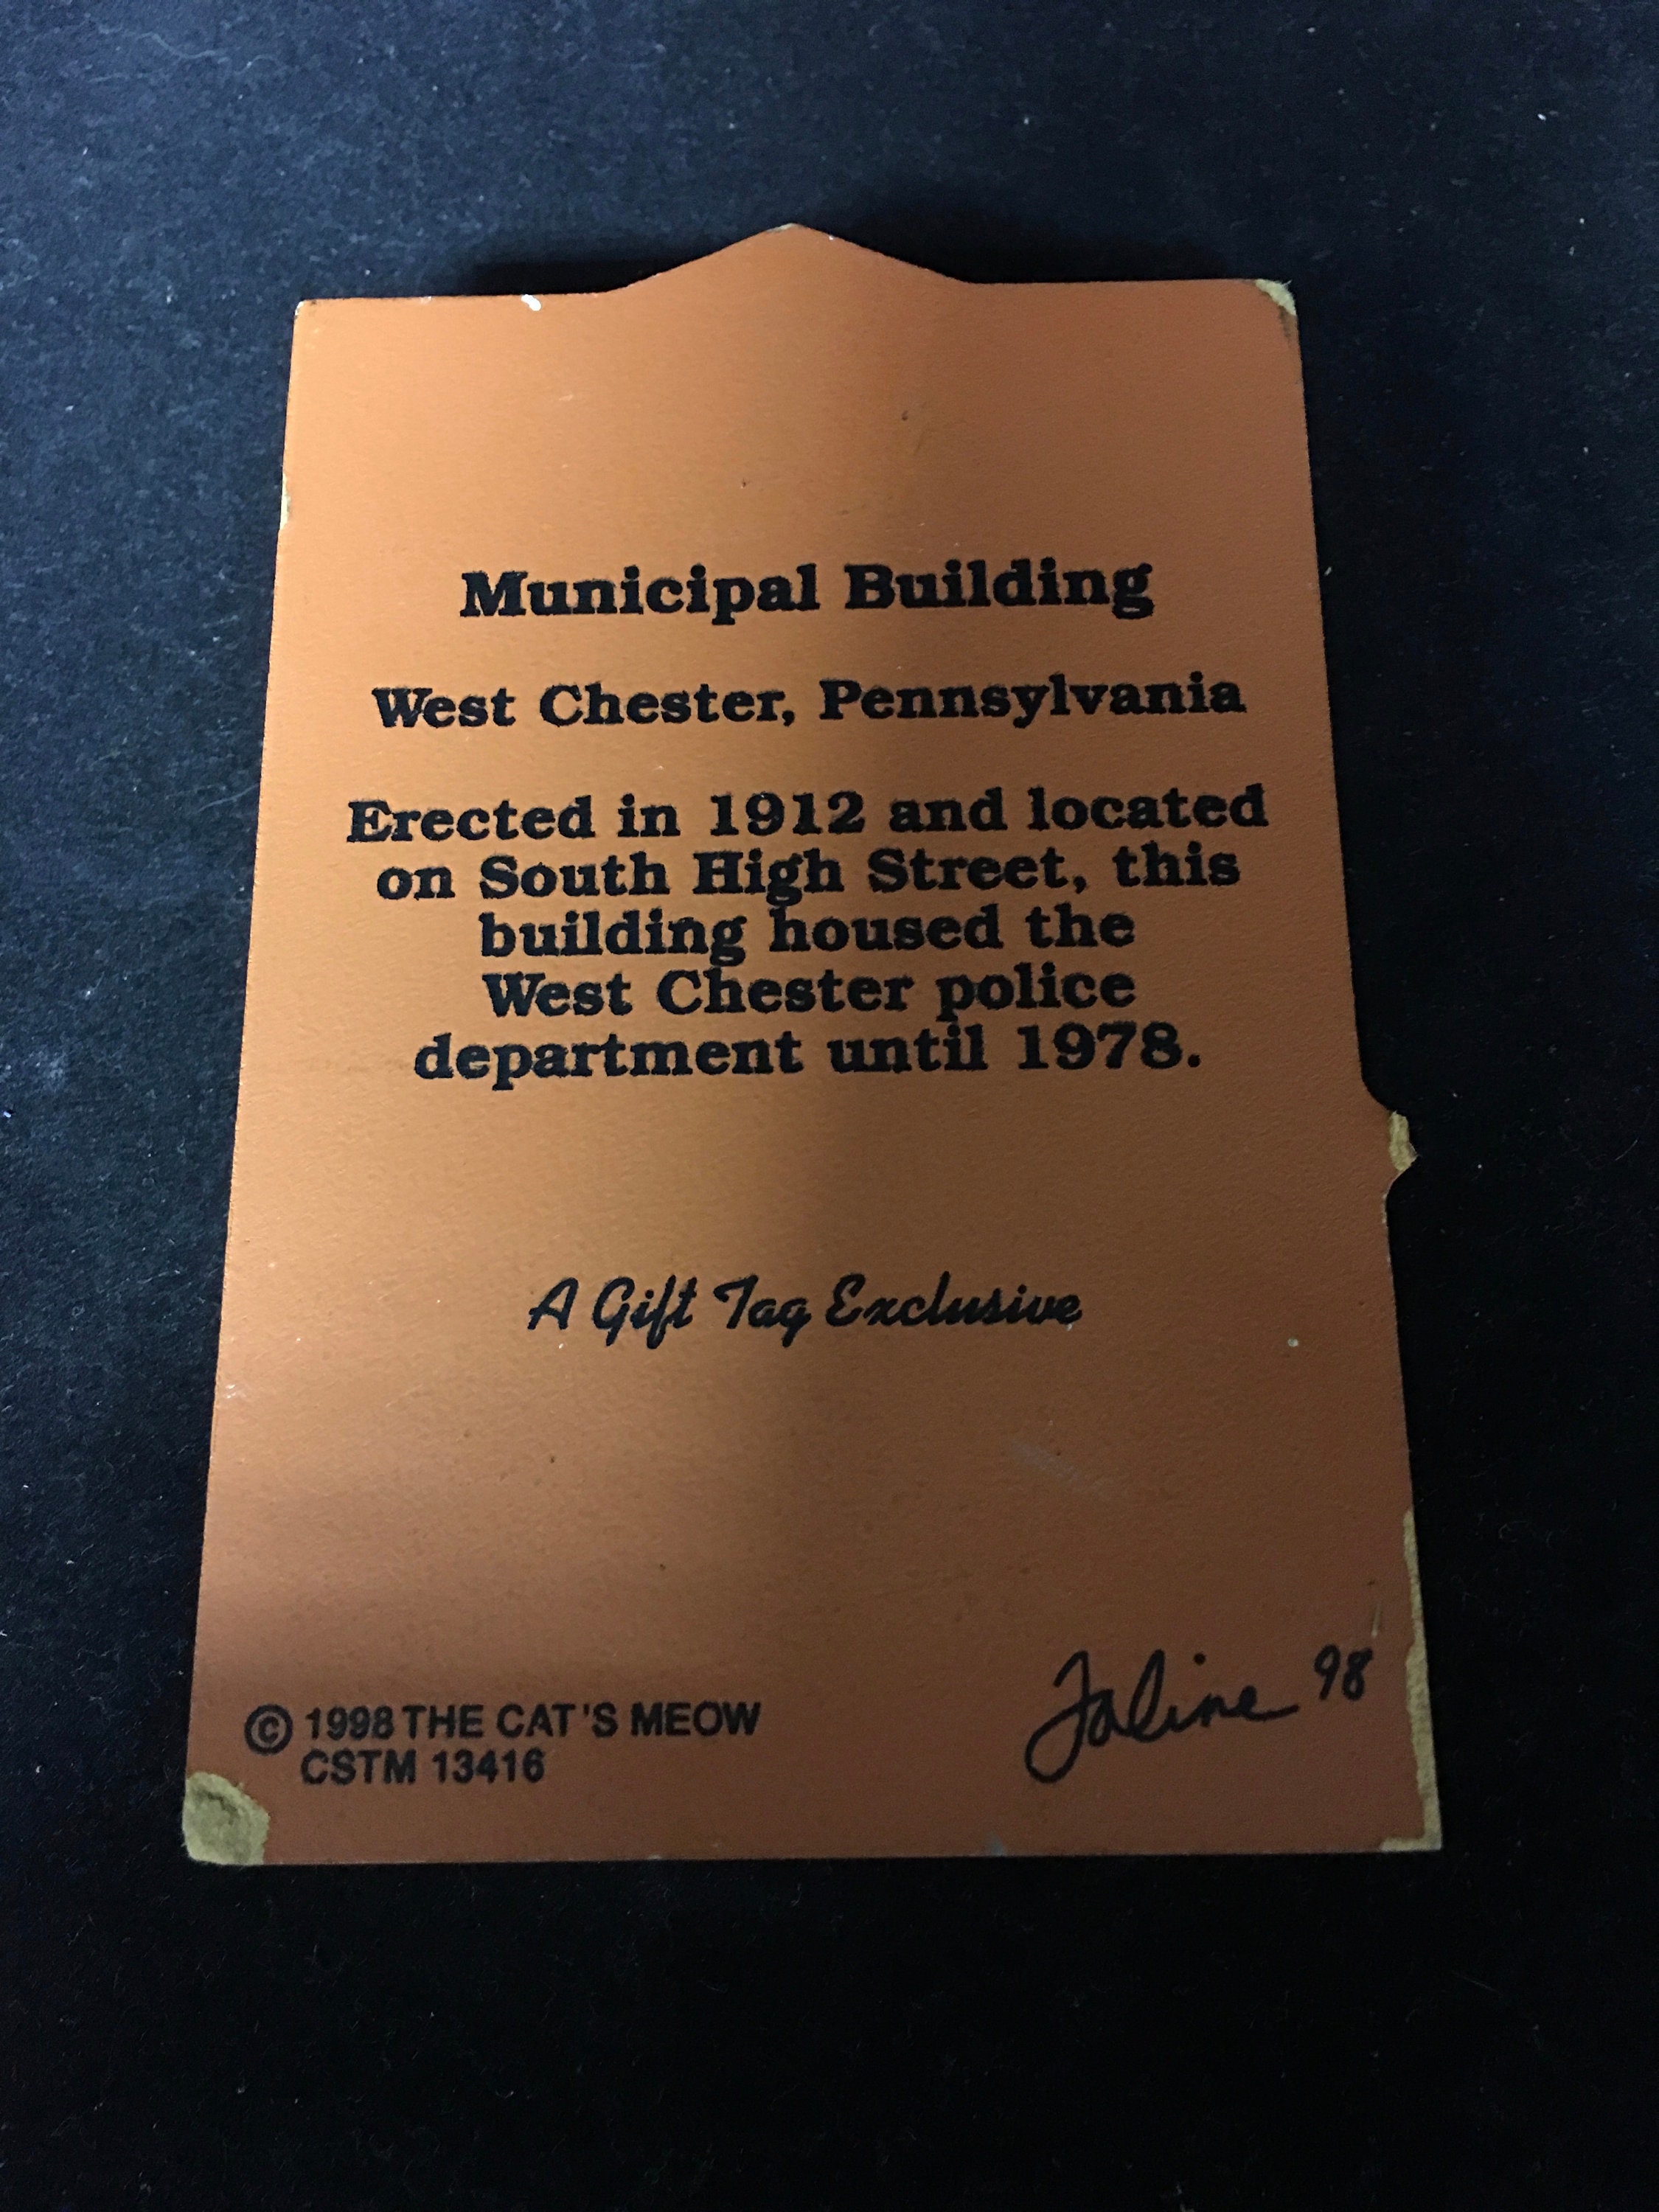 Municipal Building
West Chester, Pennsylvania
Erected in 1912 and located
on South High Street, this
building housed the
West Chester police
department until 1978.
A Gift Tag Exclusive
© 1998 THE CAT'S MEOW
CSTM 13416
Faline 98